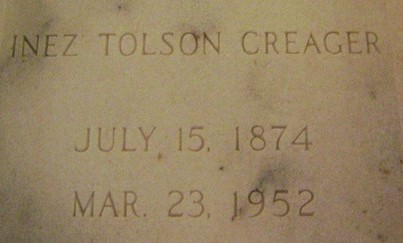 INEZ TOLSON CREAGER
JULY 15, 1874
MAR. 23, 1952